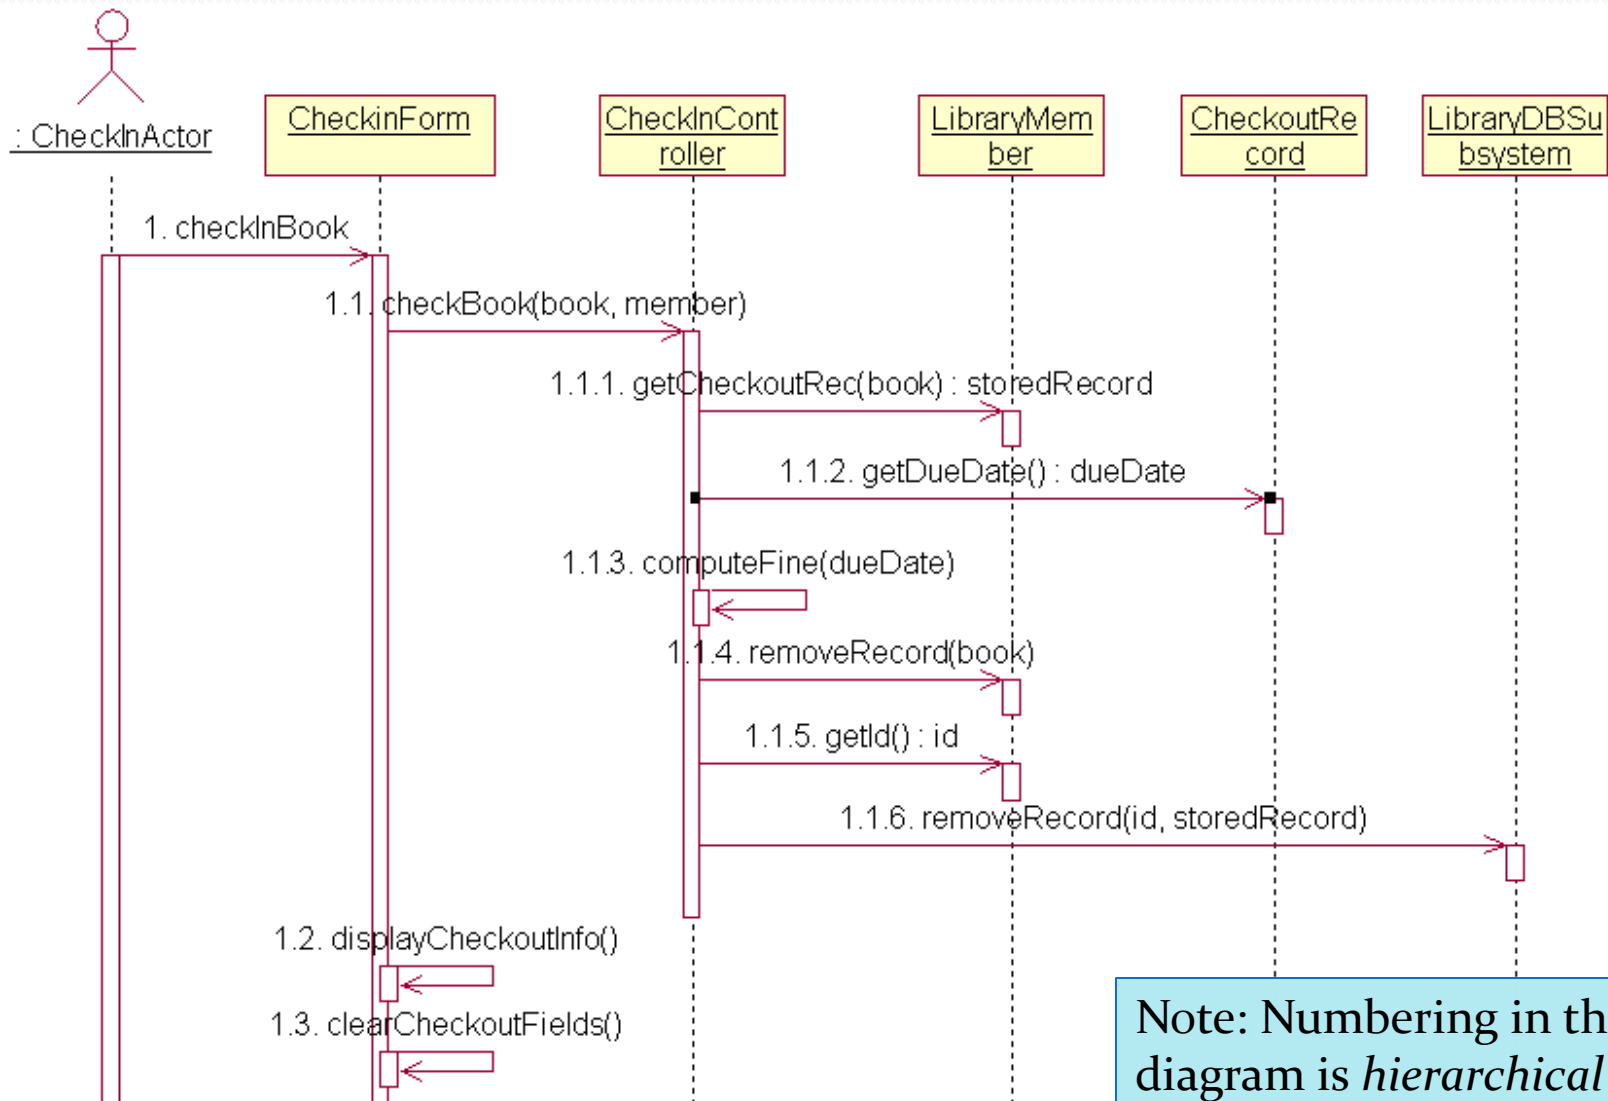 : CheckInActor
CheckinForm
CheckInCont
roller
LibraryMem
ber
CheckoutRe
cord
LibraryDBSu
bsystem
1. checkInBook
1.1. checkBook(book, member)
1.1.1. getCheckoutRec(book) : storedRecord
1.1.2. getDueDate() : dueDate
1.1.3. computeFine(dueDate)
1.1.4. removeRecord(book)
1.1.5. getId() : id
1.1.6. removeRecord(id, storedRecord)
1.2. displayCheckoutInfo()
1.3. clearCheckoutFields()
Note: Numbering in th
diagram is hierarchical